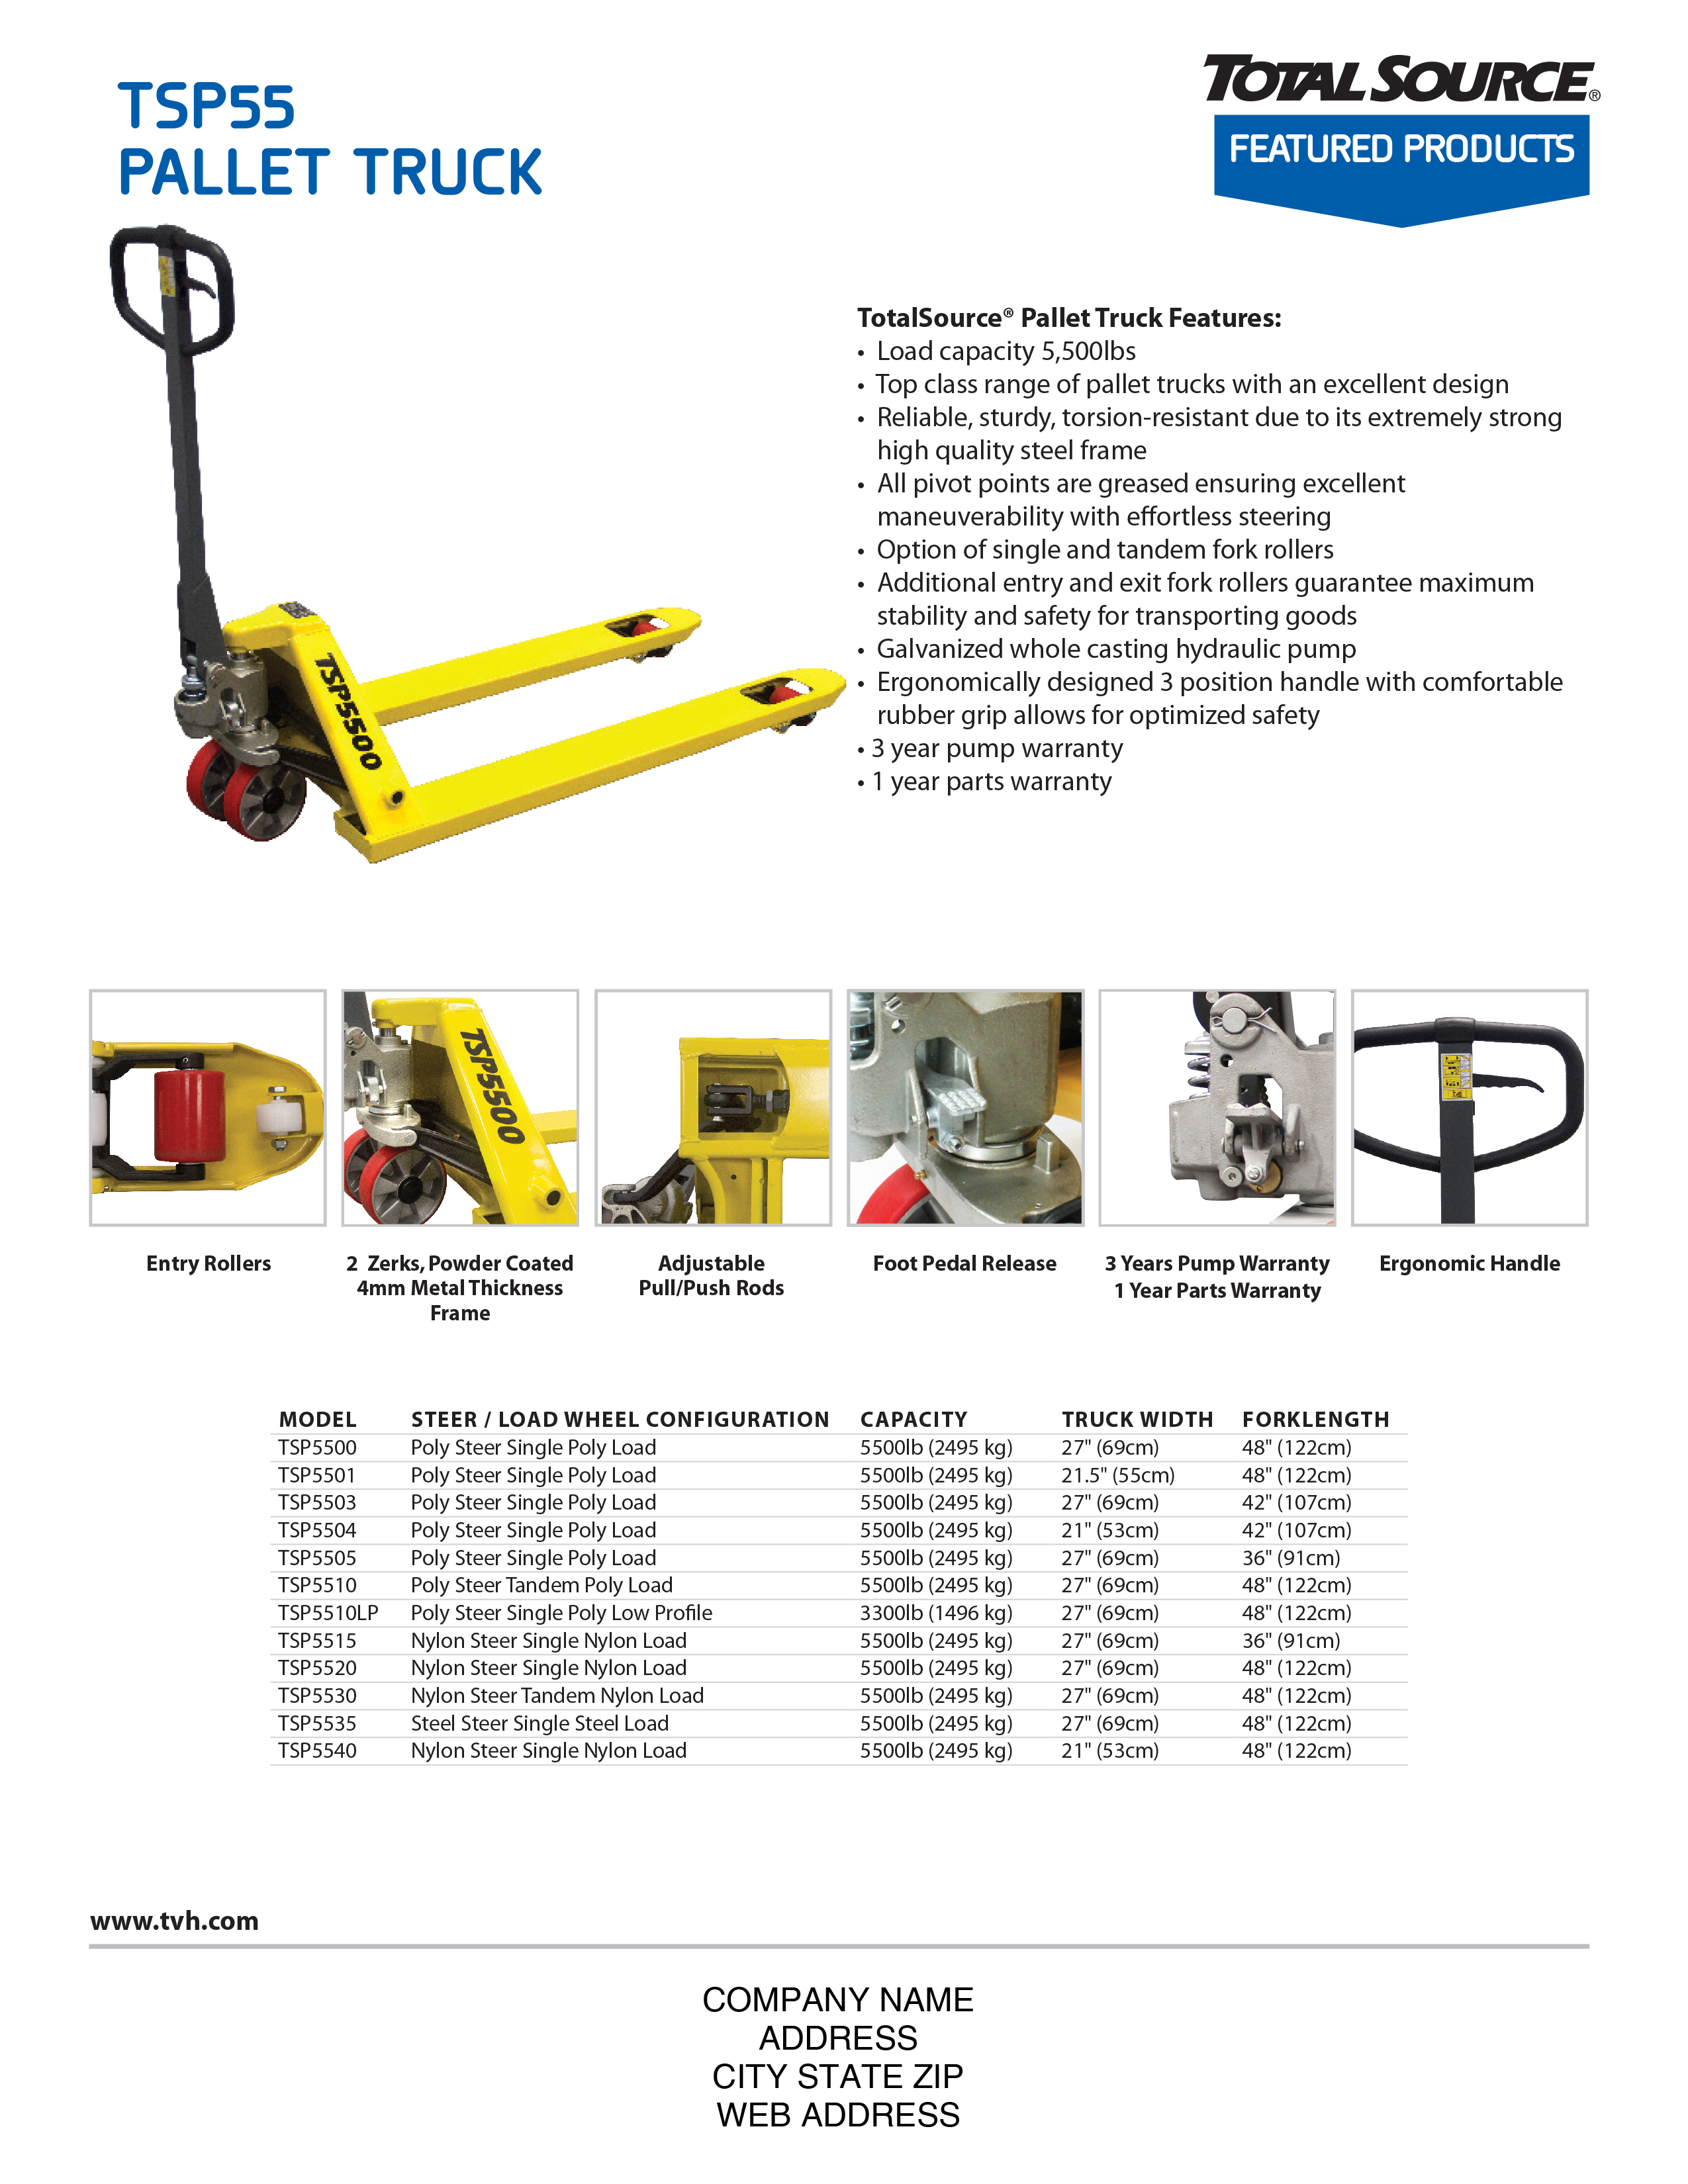 TSP55
PALLET TRUCK
TOTALSOURCE®
FEATURED PRODUCTS
TotalSource® Pallet Truck Features:
• Load capacity 5,500lbs
• Top class range of pallet trucks with an excellent design
• Reliable, sturdy, torsion-resistant due to its extremely strong
high quality steel frame
• All pivot points are greased ensuring excellent
maneuverability with effortless steering
• Option of single and tandem fork rollers
• Additional entry and exit fork rollers guarantee maximum
stability and safety for transporting goods
• Galvanized whole casting hydraulic pump
• Ergonomically designed 3 position handle with comfortable
rubber grip allows for optimized safety
• 3 year pump warranty
• 1 year parts warranty
TSP5500
TSP5500
Entry Rollers
2 Zerks, Powder Coated
4mm Metal Thickness
Frame
Adjustable
Pull/Push Rods
Foot Pedal Release
3 Years Pump Warranty
1 Year Parts Warranty
Ergonomic Handle
MODEL STEER / LOAD WHEEL CONFIGURATION CAPACITY TRUCK WIDTH FORKLENGTH
TSP5500 Poly Steer Single Poly Load 5500lb (2495 kg) 27" (69cm) 48" (122cm)
TSP5501 Poly Steer Single Poly Load 5500lb (2495 kg) 21.5" (55cm) 48" (122cm)
TSP5503 Poly Steer Single Poly Load 5500lb (2495 kg) 27" (69cm) 42" (107cm)
TSP5504 Poly Steer Single Poly Load 5500lb (2495 kg) 21" (53cm) 42" (107cm)
TSP5505 Poly Steer Single Poly Load 5500lb (2495 kg) 27" (69cm) 36" (91cm)
TSP5510 Poly Steer Tandem Poly Load 5500lb (2495 kg) 27" (69cm) 48" (122cm)
TSP5510LP Poly Steer Single Poly Low Profile 3300lb (1496 kg) 27" (69cm) 48" (122cm)
TSP5515 Nylon Steer Single Nylon Load 5500lb (2495 kg) 27" (69cm) 36" (91cm)
TSP5520 Nylon Steer Single Nylon Load 5500lb (2495 kg) 27" (69cm) 48" (122cm)
TSP5530 Nylon Steer Tandem Nylon Load 5500lb (2495 kg) 27" (69cm) 48" (122cm)
TSP5535 Steel Steer Single Steel Load 5500lb (2495 kg) 27" (69cm) 48" (122cm)
TSP5540 Nylon Steer Single Nylon Load 5500lb (2495 kg) 21" (53cm) 48" (122cm)
www.tvh.com
COMPANY NAME
ADDRESS
CITY STATE ZIP
WEB ADDRESS